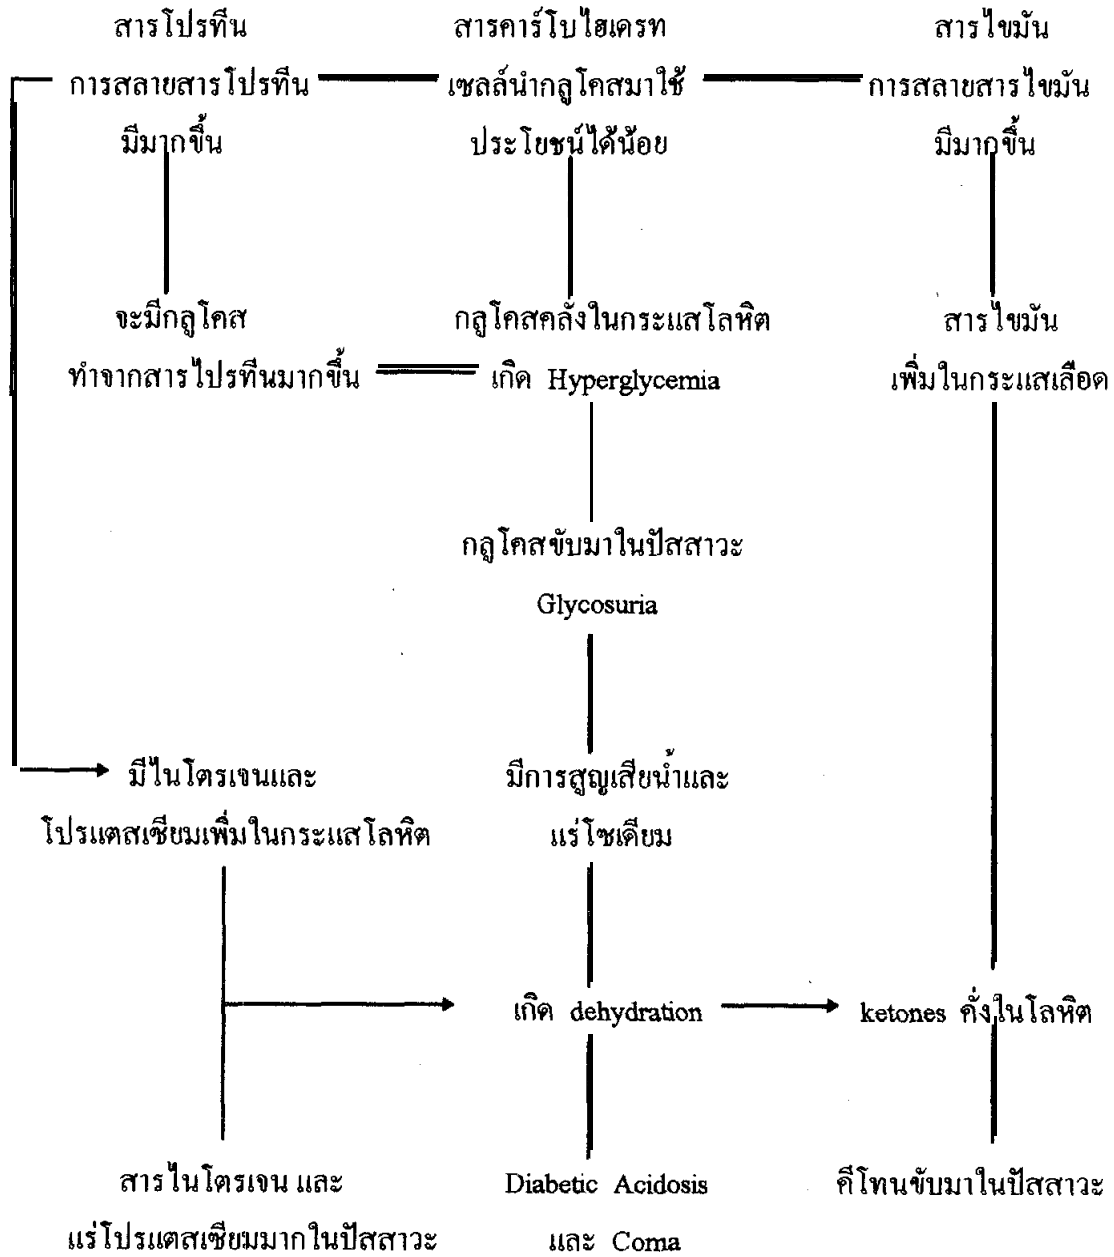 สารโปรทีน
สารคาร์โบไฮเดรท
สารไขมัน
การสลายสารโปรทีน
เซลล์นำกลูโคสมาใช้
การสลายสารไขมัน
มีมากขึ้น
ประโยชน์ได้น้อย
มีมากขึ้น
จะมีกลูโคส
กลูโคสคลั่งในกระแสโลหิต
สารไขมัน
ทำจากสารไปรทีนมากขึ้น
เกิด Hyperglycemia
เพิ่มในกระแสเลือด
กลูโคสขับมาในปัสสาวะ
Glycosuria
มีไนโตรเจนและ
มีการสูญเสียน้ำและ
โปรแตสเซียมเพิ่มในกระแสโลหิต
แร่โซเดียม
เกิด dehydration
ketones คั่งในโลหิต
สารไนโตรเจน และ
Diabetic Acidosis
คีโทนขับมาในปัสสาวะ
แร่โปรแตสเซียมมากในปัสสาวะ
และ Coma